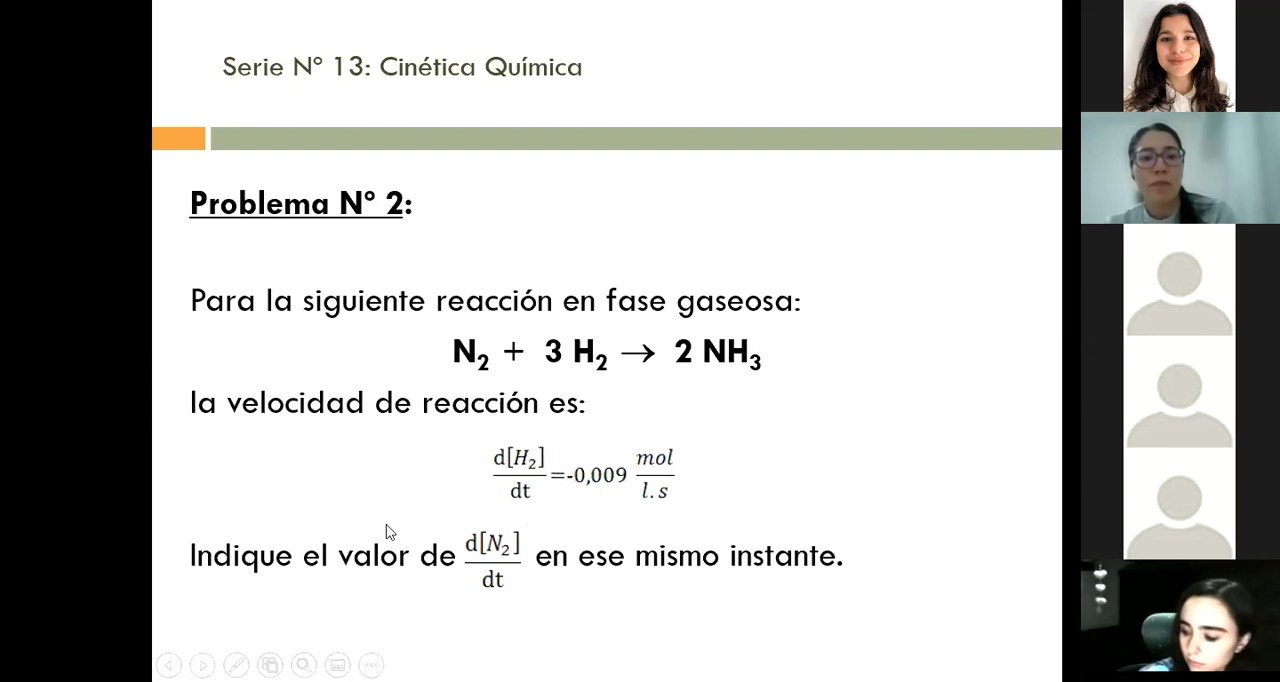 Serie N° 13: Cinética Química
Problema N° 2:
Para la siguiente reacción en fase gaseosa:
N₂ + 3 H₂ → 2 NH₃
la velocidad de reacción es:
d[H₂]/dt =-0,009 mol/l.s
Indique el valor de d[N₂]/dt en ese mismo instante.